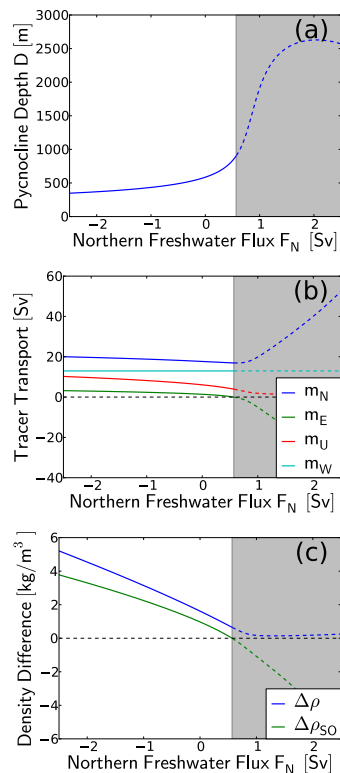 (a)
Pycnocline Depth D [m]
3000
2500
2000
1500
1000
500
0
−2 −1 0 1 2
Northern Freshwater Flux F_N [Sv]
(b)
Tracer Transport [Sv]
60
40
20
0
−20
−40
m_N
m_E
m_U
m_W
−2 −1 0 1 2
Northern Freshwater Flux F_N [Sv]
(c)
Density Difference [kg/m³]
6
4
2
0
−2
−4
−6
Δρ
Δρ_SO
−2 −1 0 1 2
Northern Freshwater Flux F_N [Sv]